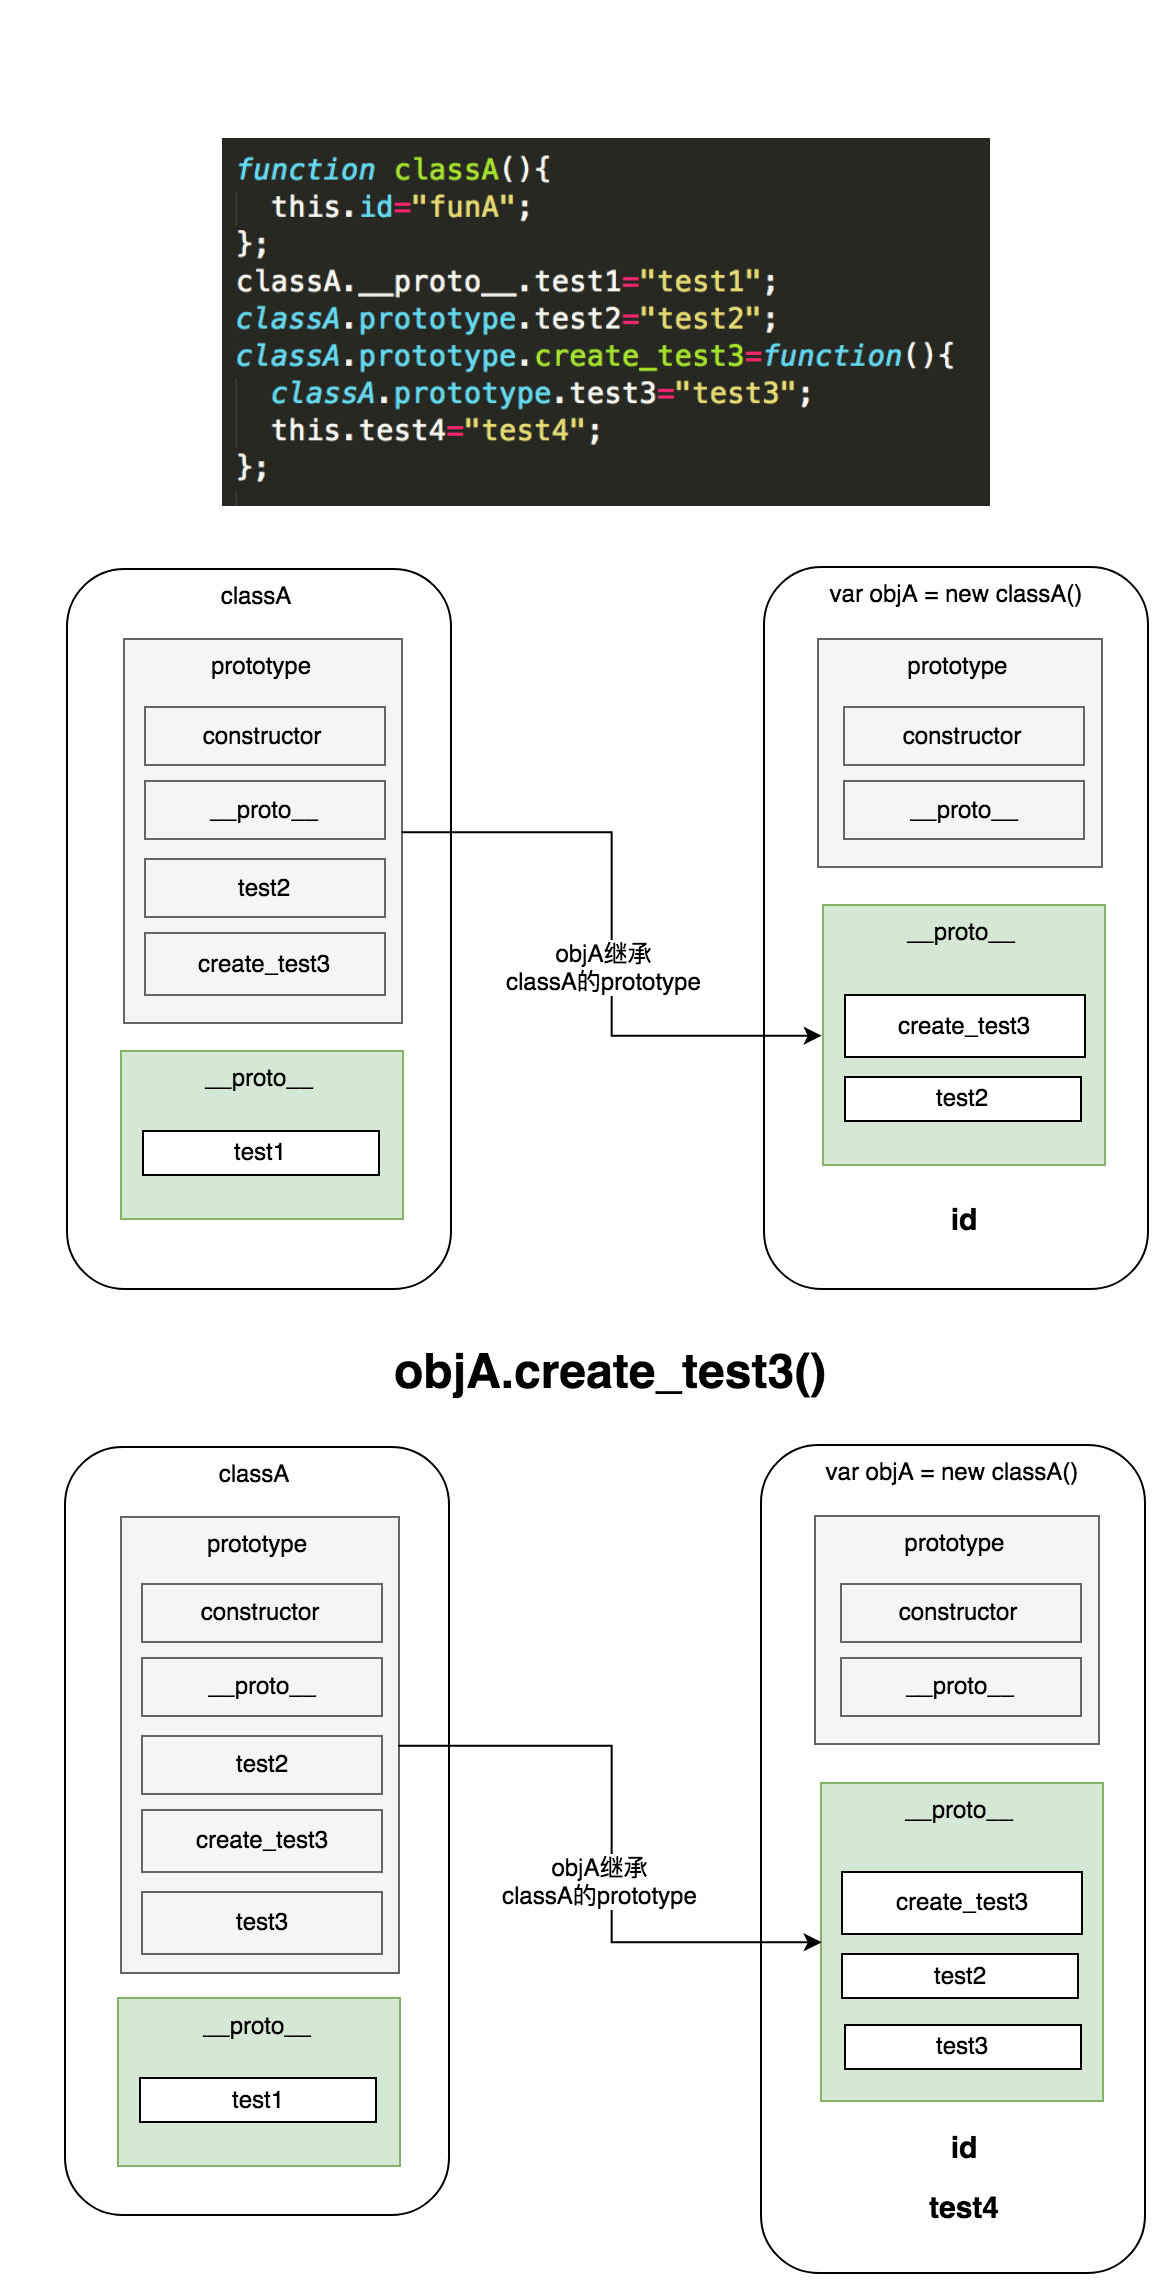 function classA(){
  this.id="funA";
};
classA.__proto__.test1="test1";
classA.prototype.test2="test2";
classA.prototype.create_test3=function(){
  classA.prototype.test3="test3";
  this.test4="test4";
};
classA
prototype
constructor
__proto__
test2
create_test3
__proto__
test1
objA继承
classA的prototype
var objA = new classA()
prototype
constructor
__proto__
__proto__
create_test3
test2
id
objA.create_test3()
classA
prototype
constructor
__proto__
test2
create_test3
test3
__proto__
test1
objA继承
classA的prototype
var objA = new classA()
prototype
constructor
__proto__
__proto__
create_test3
test2
test3
id
test4